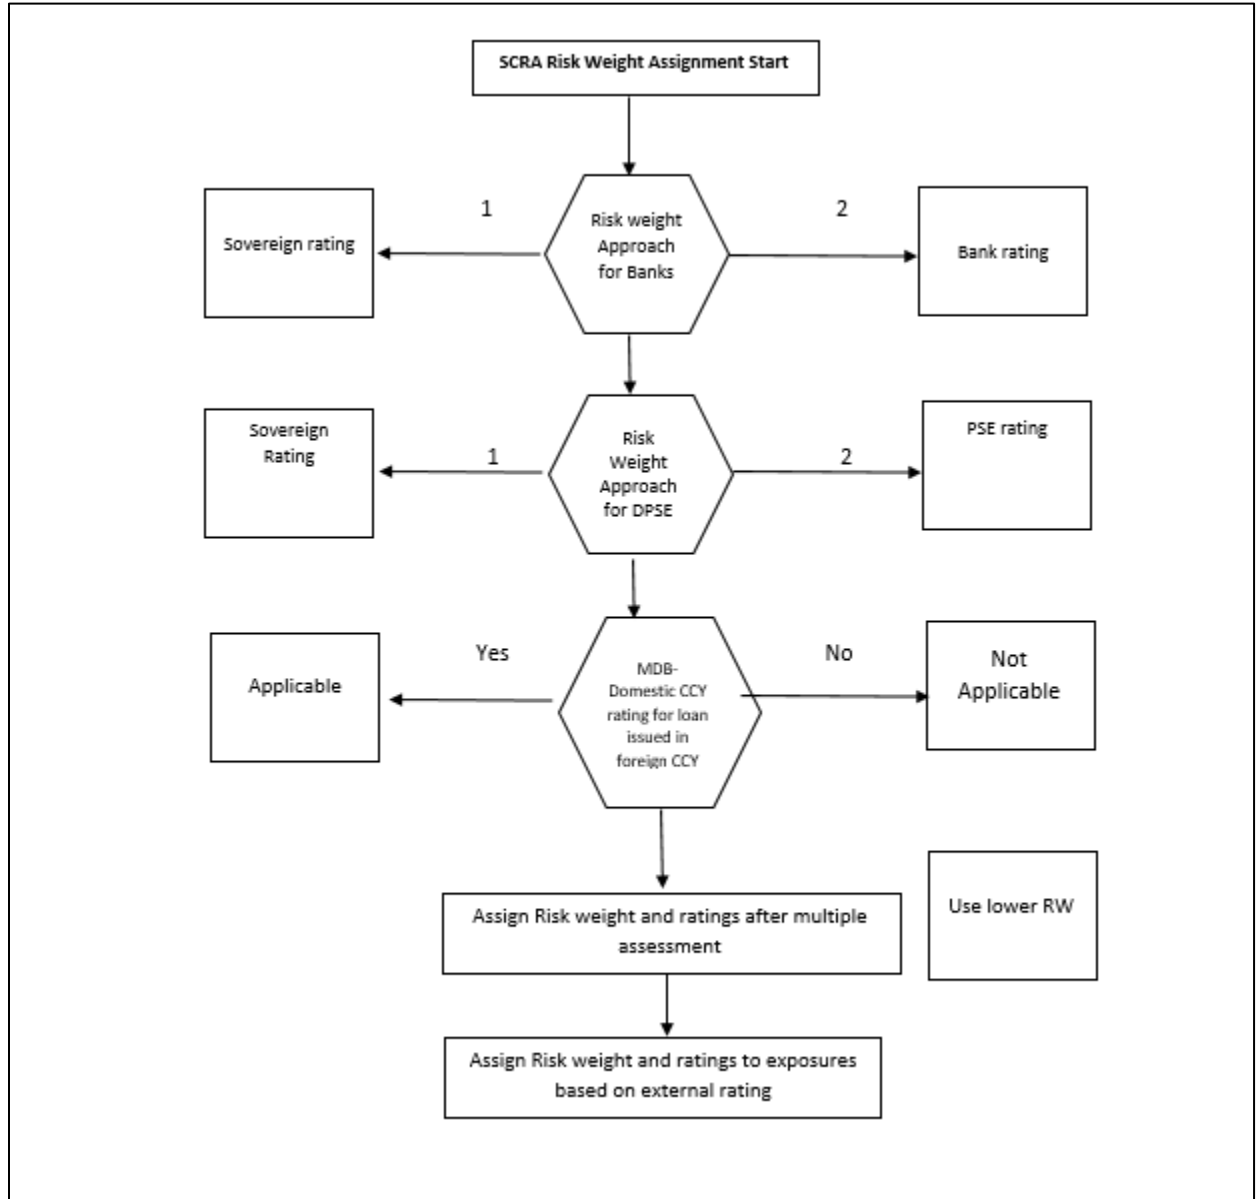 SCRA Risk Weight Assignment Start
1
2
Risk weight
Approach
for Banks
Sovereign rating
Bank rating
Sovereign
Rating
1
Risk
Weight
Approach
for DPSE
2
PSE rating
Applicable
Yes
MDB-
Domestic CCY
rating for loan
issued in
foreign CCY
No
Not
Applicable
Assign Risk weight and ratings after multiple
assessment
Use lower RW
Assign Risk weight and ratings to exposures
based on external rating